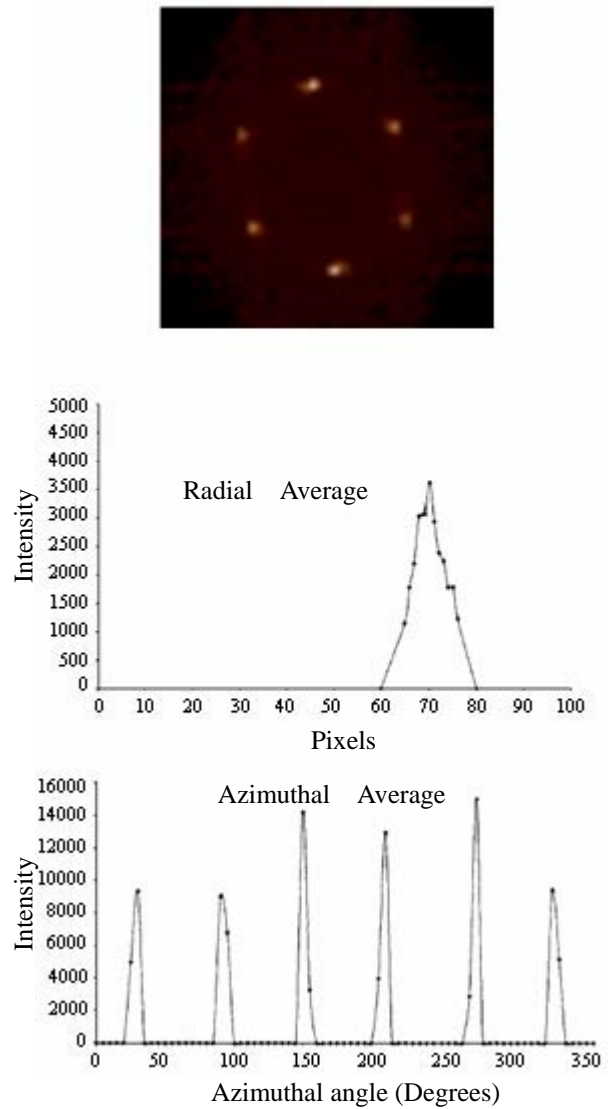 5000
4500
4000
3500
3000
2500
2000
1500
1000
500
0
Intensity
Radial Average
0 10 20 30 40 50 60 70 80 90 100
Pixels
16000
14000
12000
10000
8000
6000
4000
2000
0
Intensity
Azimuthal Average
0 50 100 150 200 250 300 350
Azimuthal angle (Degrees)